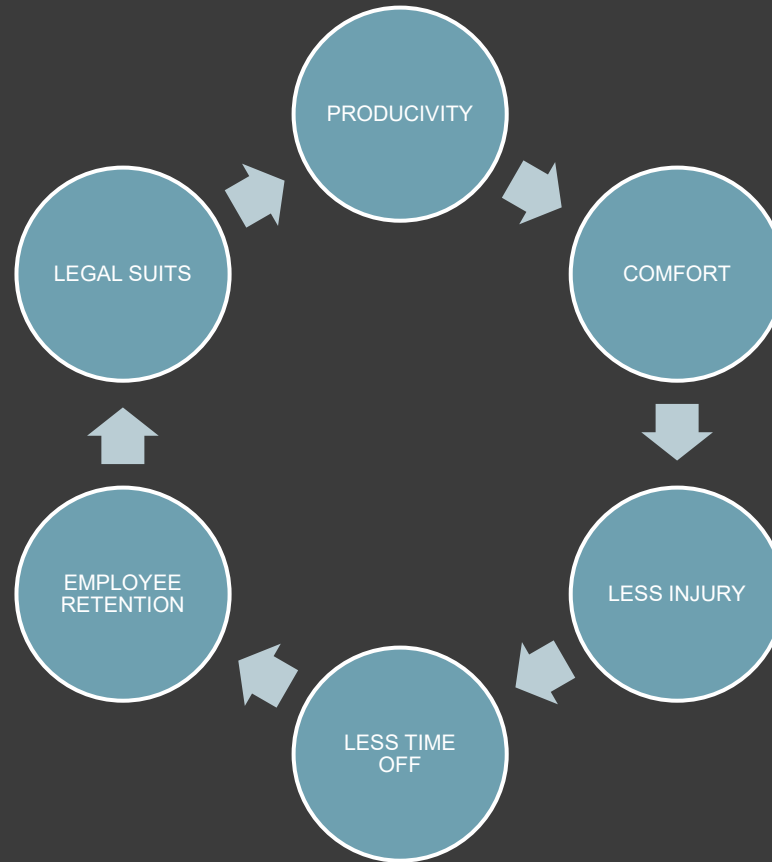 PRODUCIVITY
COMFORT
LESS INJURY
LESS TIME
OFF
EMPLOYEE
RETENTION
LEGAL SUITS